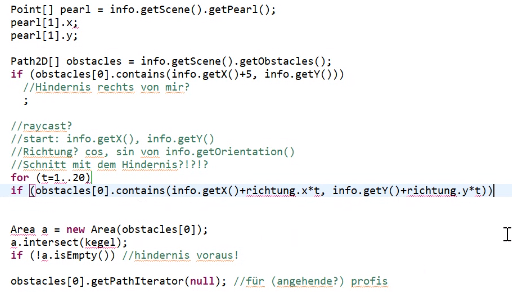 Point[] pearl = info.getScene().getPearl();
pearl[1].x;
pearl[1].y;
Path2D[] obstacles = info.getScene().getObstacles();
if (obstacles[0].contains(info.getX()+5, info.getY()))
//Hindernis rechts von mir?
;
//raycast?
//start: info.getX(), info.getY()
//Richtung? cos, sin von info.getOrientation()
//Schnitt mit dem Hindernis?!?!?
for (t=1..20)
if (obstacles[0].contains(info.getX()+richtung.x*t, info.getY()+richtung.y*t))
Area a = new Area(obstacles[0]);
a.intersect(kegel);
if (!a.isEmpty()) //hindernis voraus!
obstacles[0].getPathIterator(null); //für (angehende?) profis